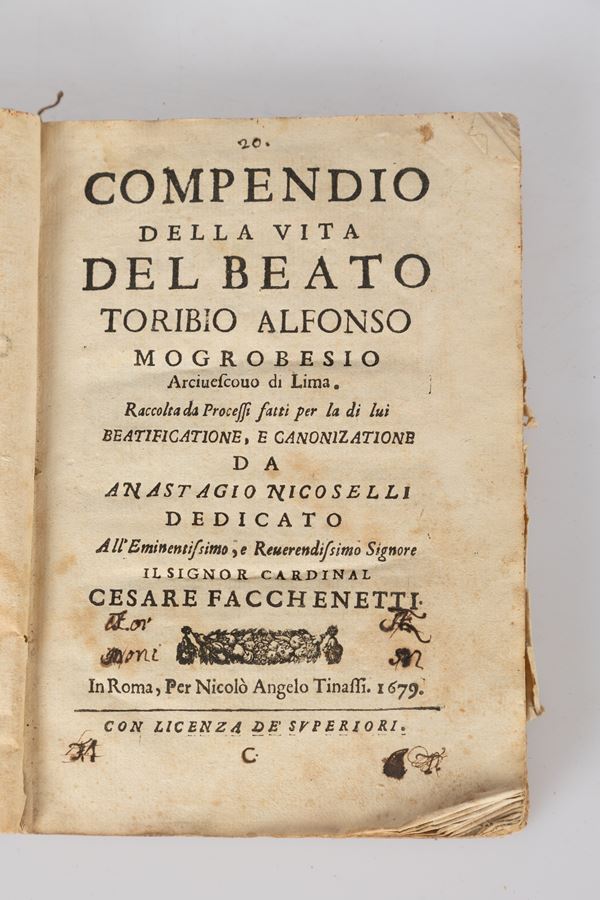 20.
COMPENDIO
DELLA VITA
DEL BEATO
TORIBIO ALFONSO
MOGROBESIO
Arciueſcouo di Lima.
Raccolta da Proceſſi fatti per la di lui
BEATIFICATIONE, E CANONIZATIONE
DA
ANASTAGIO NICOSELLI
DEDICATO
All'Eminentiſsimo, e Reuerendiſsimo Signore
IL SIGNOR CARDINAL
CESARE FACCHENETTI.
In Roma, Per Nicolò Angelo Tinaſſi. 1679.
CON LICENZA DE' SVPERIORI.
C